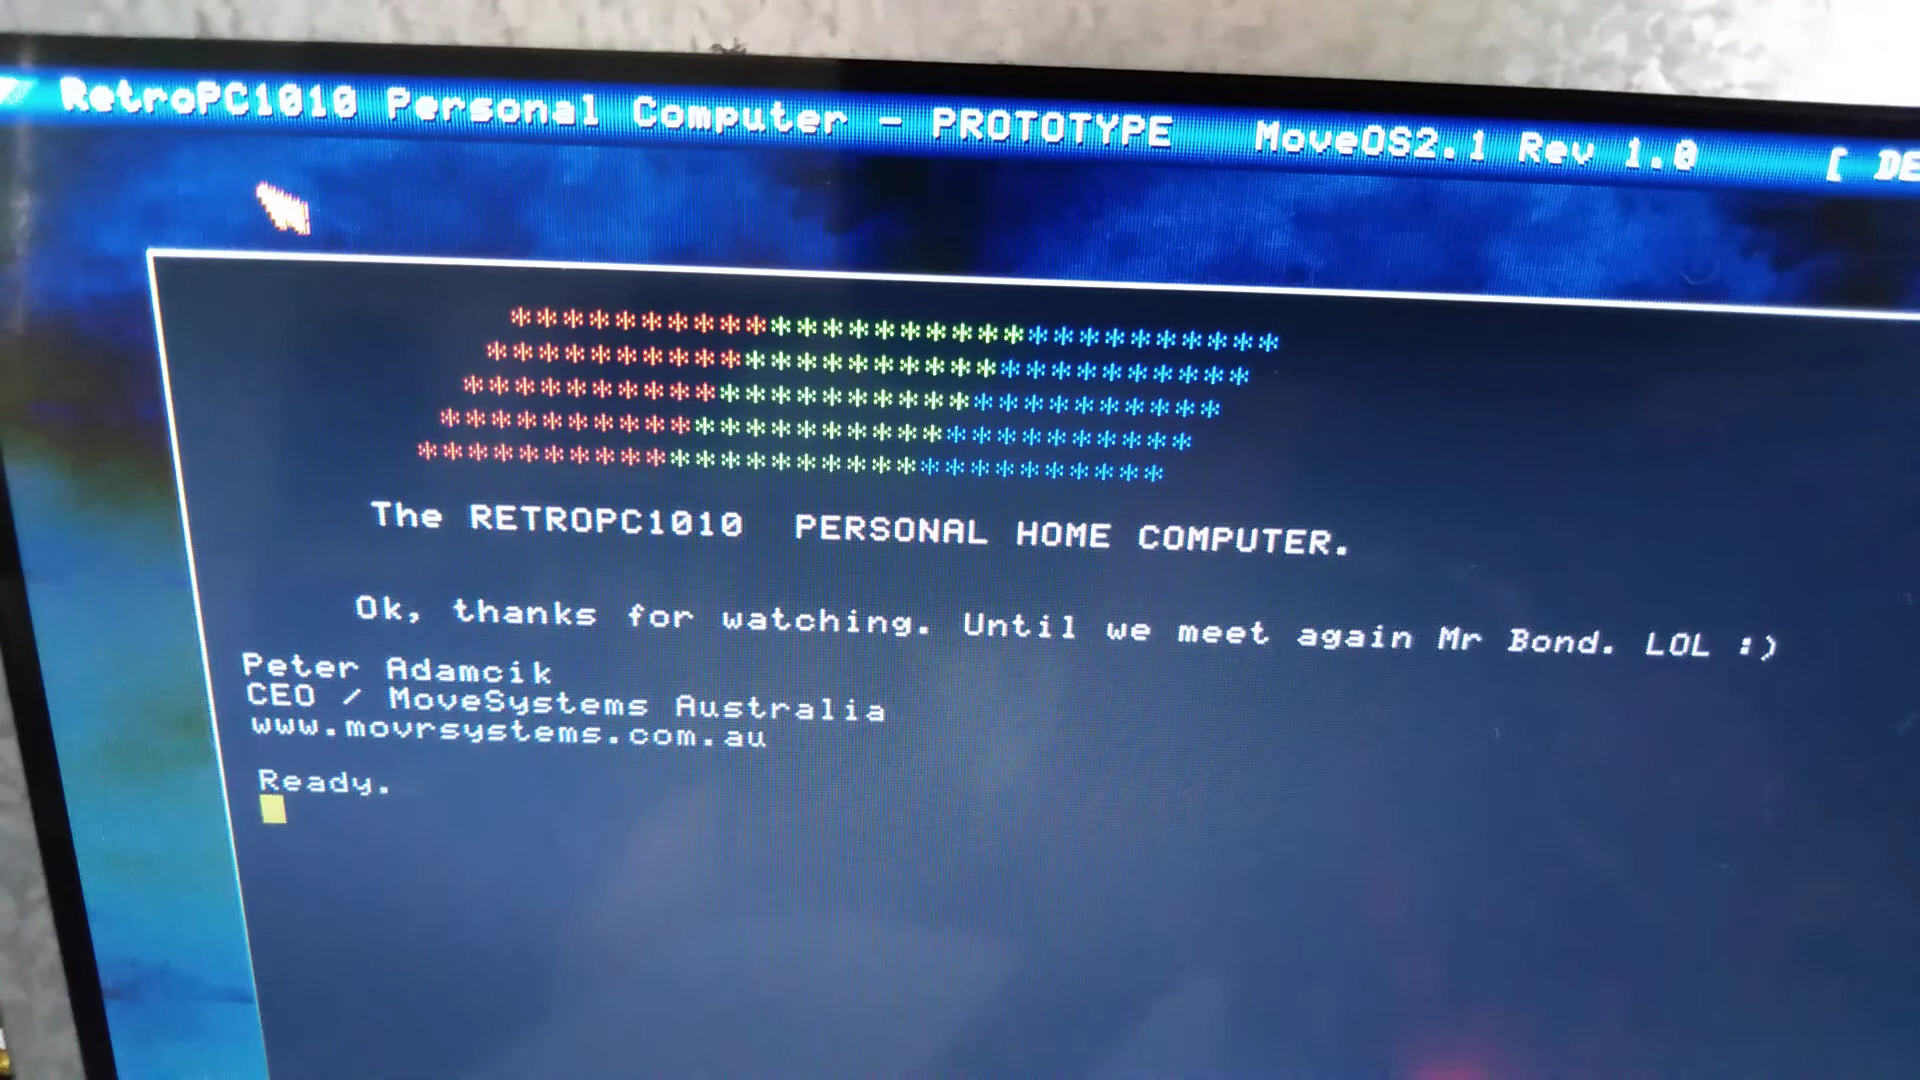 RetroPC1010 Personal Computer - PROTOTYPE MoveOS2.1 Rev 1.0 [ DE
******************************
******************************
******************************
******************************
******************************
The RETROPC1010 PERSONAL HOME COMPUTER.
Ok, thanks for watching. Until we meet again Mr Bond. LOL :)
Peter Adamcik
CEO / MoveSystems Australia
www.movrsystems.com.au
Ready.